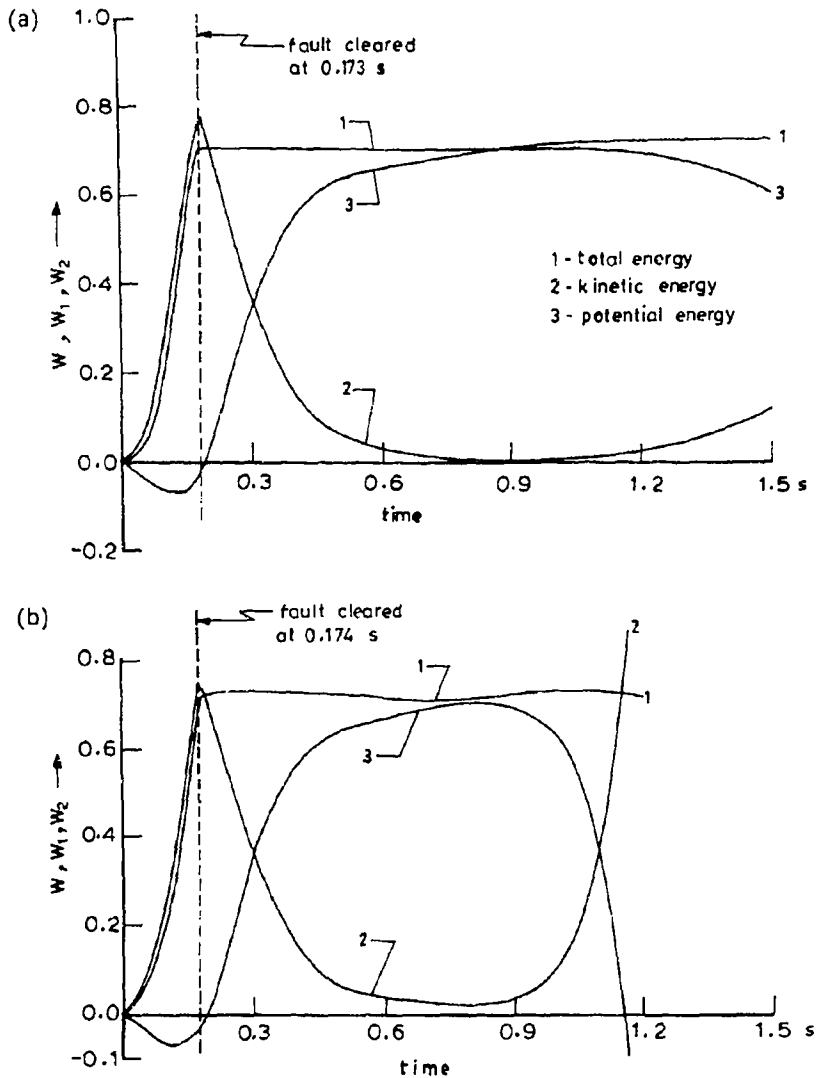 (a)
1.0
fault cleared
at 0.173 s
0.8
1
1
0.6
3
3
1 - total energy
2 - kinetic energy
3 - potential energy
W, W₁, W₂
0.4
0.2
2
0.0
0.3
0.6
0.9
1.2
1.5 s
time
-0.2
(b)
fault cleared
at 0.174 s
2
0.8
1
1
0.6
3
W, W₁, W₂
0.4
0.2
2
0.0
0.3
0.6
0.9
1.2
1.5 s
-0.1
time